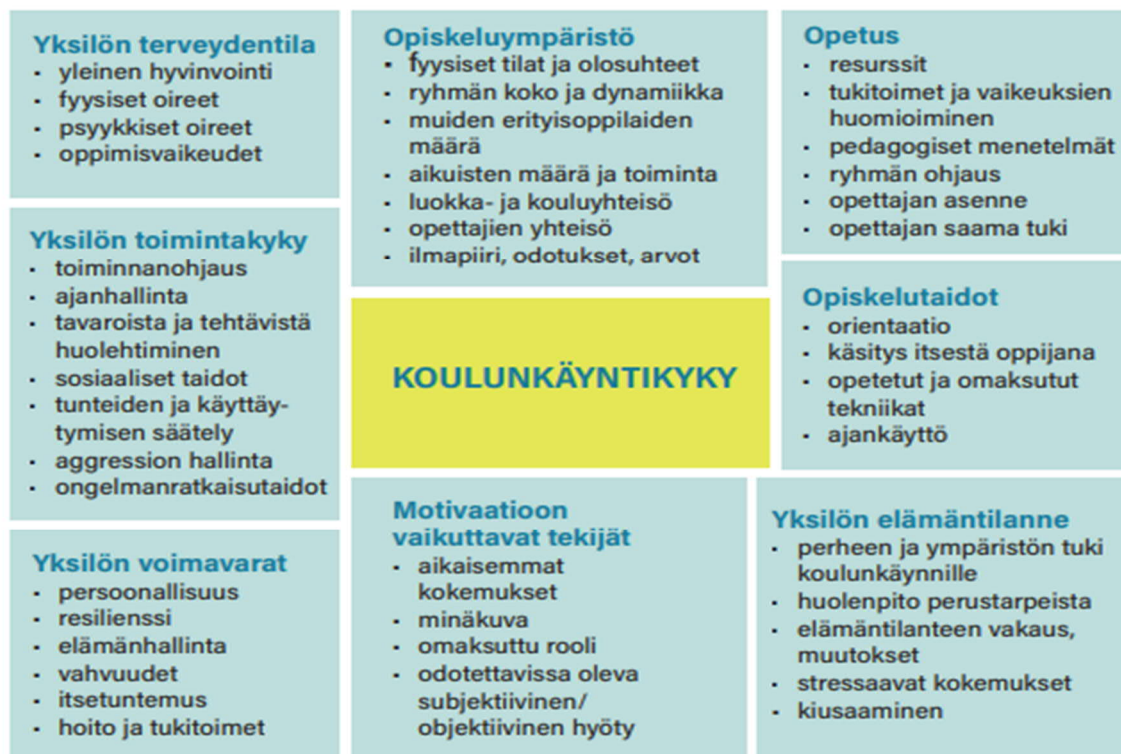 Yksilön terveydentila
· yleinen hyvinvointi
· fyysiset oireet
· psyykkiset oireet
· oppimisvaikeudet
Opiskeluympäristö
· fyysiset tilat ja olosuhteet
· ryhmän koko ja dynamiikka
· muiden erityisoppilaiden
määrä
· aikuisten määrä ja toiminta
· luokka- ja kouluyhteisö
· opettajien yhteisö
· ilmapiiri, odotukset, arvot
Opetus
· resurssit
· tukitoimet ja vaikeuksien
huomioiminen
· pedagogiset menetelmät
· ryhmän ohjaus
· opettajan asenne
· opettajan saama tuki
Yksilön toimintakyky
· toiminnanohjaus
· ajanhallinta
· tavaroista ja tehtävistä
huolehtiminen
· sosiaaliset taidot
· tunteiden ja käyttäy-
tymisen säätely
· aggression hallinta
· ongelmanratkaisutaidot
KOULUNKÄYNTIKYKY
Opiskelutaidot
· orientaatio
· käsitys itsestä oppijana
· opetetut ja omaksutut
tekniikat
· ajankäyttö
Yksilön voimavarat
· persoonallisuus
· resilienssi
· elämänhallinta
· vahvuudet
· itsetuntemus
· hoito ja tukitoimet
Motivaatioon
vaikuttavat tekijät
· aikaisemmat
kokemukset
· minäkuva
· omaksuttu rooli
· odotettavissa oleva
subjektiivinen/
objektiivinen hyöty
Yksilön elämäntilanne
· perheen ja ympäristön tuki
koulunkäynnille
· huolenpito perustarpeista
· elämäntilanteen vakaus,
muutokset
· stressaavat kokemukset
· kiusaaminen